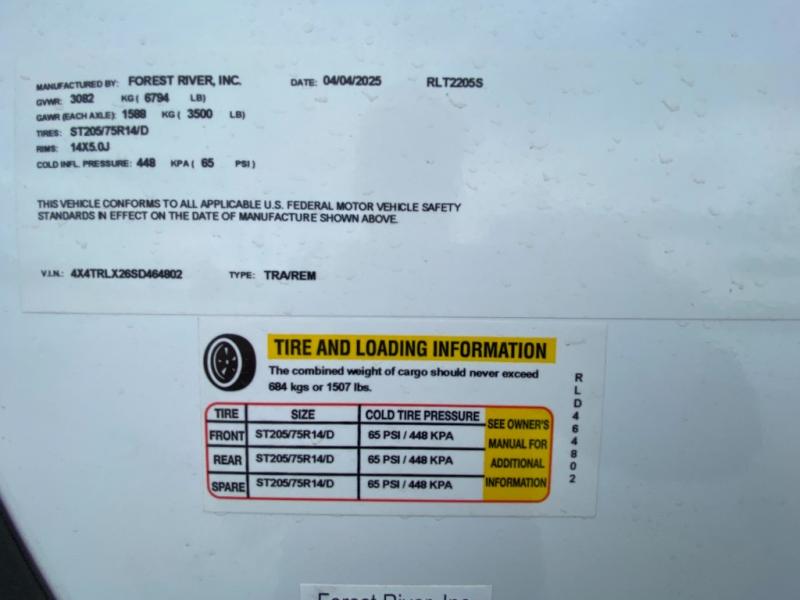 MANUFACTURED BY: FOREST RIVER, INC. DATE: 04/04/2025 RLT2205S
GVWR: 3082 KG ( 6794 LB)
GAWR (EACH AXLE): 1588 KG ( 3500 LB)
TIRES: ST205/75R14/D
RIMS: 14X5.0J
COLD INFL. PRESSURE: 448 KPA ( 65 PSI )
THIS VEHICLE CONFORMS TO ALL APPLICABLE U.S. FEDERAL MOTOR VEHICLE SAFETY
STANDARDS IN EFFECT ON THE DATE OF MANUFACTURE SHOWN ABOVE.
V.I.N.: 4X4TRLX26SD464802 TYPE: TRA/REM
TIRE AND LOADING INFORMATION
The combined weight of cargo should never exceed
684 kgs or 1507 lbs.
TIRE SIZE COLD TIRE PRESSURE
FRONT ST205/75R14/D 65 PSI / 448 KPA
REAR ST205/75R14/D 65 PSI / 448 KPA
SPARE ST205/75R14/D 65 PSI / 448 KPA
SEE OWNER'S
MANUAL FOR
ADDITIONAL
INFORMATION
RLD464802
Forest River, Inc.